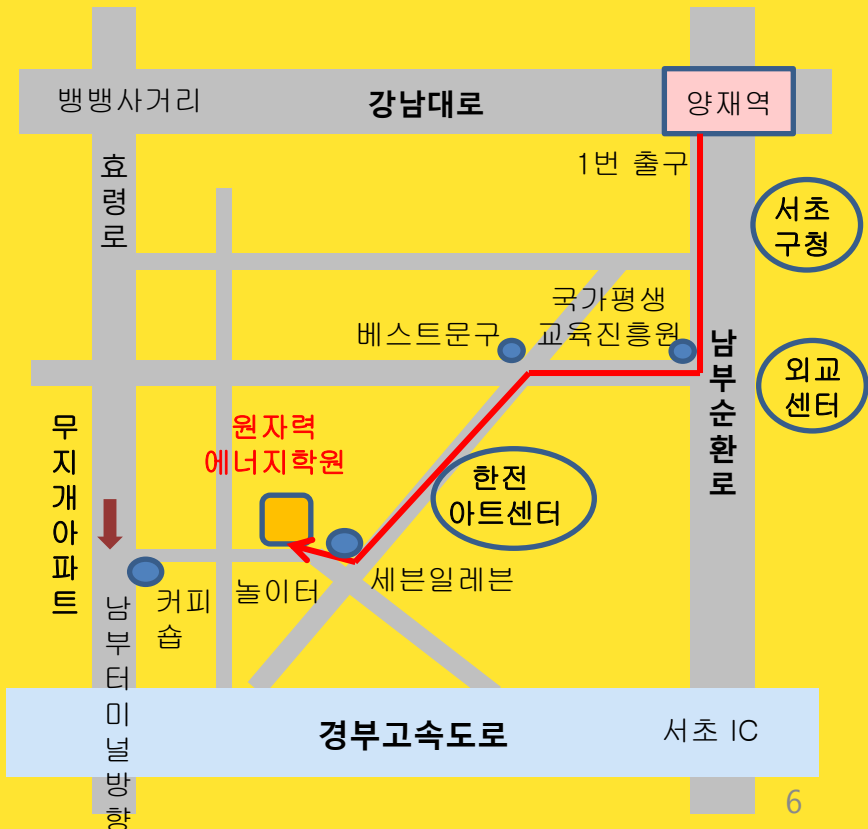 뱅뱅사거리
강남대로
양재역
1번 출구
효령로
서초
구청
국가평생
교육진흥원
베스트문구
남부순환로
외교
센터
무지개아파트
원자력
에너지학원
한전
아트센터
세븐일레븐
놀이터
커피
숍
남부터미널방향
경부고속도로
서초 IC
6